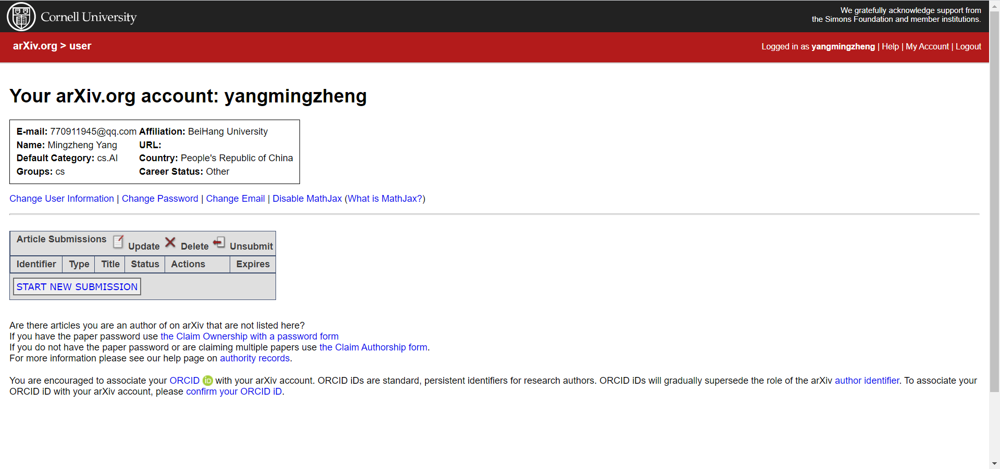 Cornell University
We gratefully acknowledge support from
the Simons Foundation and member institutions.
arXiv.org > user
Logged in as yangmingzheng | Help | My Account | Logout
Your arXiv.org account: yangmingzheng
E-mail: 770911945@qq.com Affiliation: BeiHang University
Name: Mingzheng Yang URL:
Default Category: cs.AI Country: People's Republic of China
Groups: cs Career Status: Other
Change User Information | Change Password | Change Email | Disable MathJax (What is MathJax?)
Article Submissions Update Delete Unsubmit
Identifier Type Title Status Actions Expires
START NEW SUBMISSION
Are there articles you are an author of on arXiv that are not listed here?
If you have the paper password use the Claim Ownership with a password form
If you do not have the paper password or are claiming multiple papers use the Claim Authorship form.
For more information please see our help page on authority records.
You are encouraged to associate your ORCID iD with your arXiv account. ORCID iDs are standard, persistent identifiers for research authors. ORCID iDs will gradually supersede the role of the arXiv author identifier. To associate your
ORCID iD with your arXiv account, please confirm your ORCID iD.